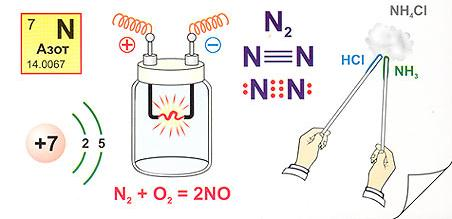 7 N
Азот
14.0067
+7 2 5
+ −
N₂ + O₂ = 2NO
N₂
N≡N
:N⋮⋮N:
NH₄Cl
HCl
NH₃